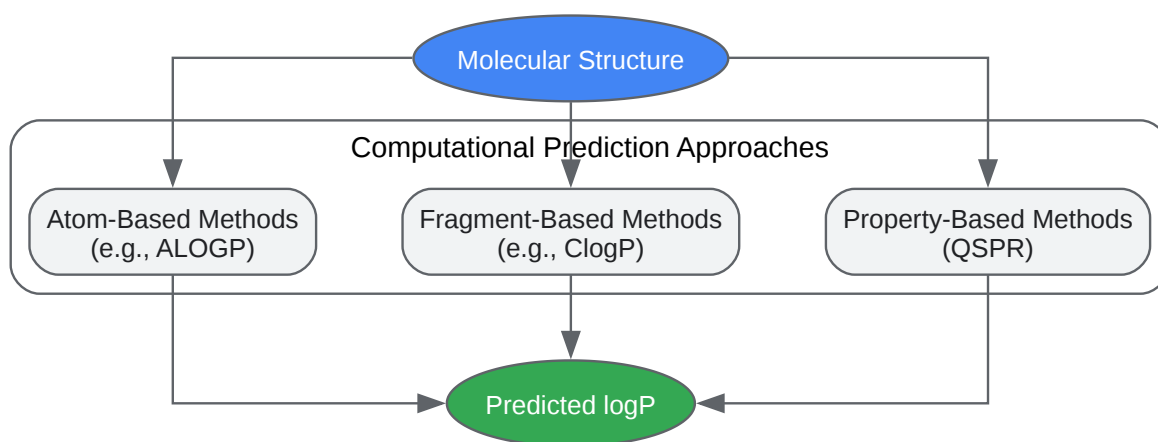 Molecular Structure
Computational Prediction Approaches
Atom-Based Methods
(e.g., ALOGP)
Fragment-Based Methods
(e.g., ClogP)
Property-Based Methods
(QSPR)
Predicted logP